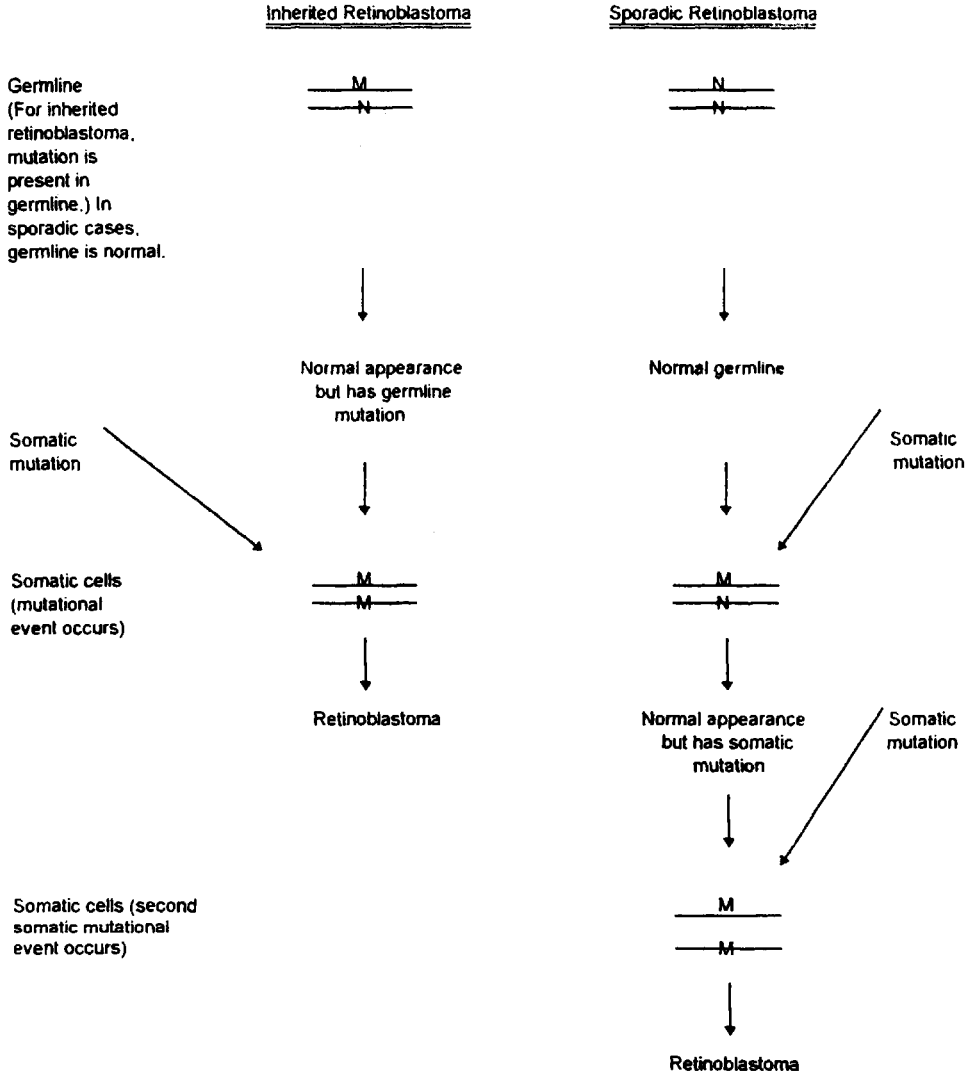 Inherited Retinoblastoma
Sporadic Retinoblastoma
Germline
(For inherited
retinoblastoma,
mutation is
present in
germline.) In
sporadic cases,
germline is normal.
M
N
N
N
Normal appearance
but has germline
mutation
Normal germline
Somatic
mutation
Somatic
mutation
Somatic cells
(mutational
event occurs)
M
M
M
N
Retinoblastoma
Normal appearance
but has somatic
mutation
Somatic
mutation
Somatic cells (second
somatic mutational
event occurs)
M
M
Retinoblastoma